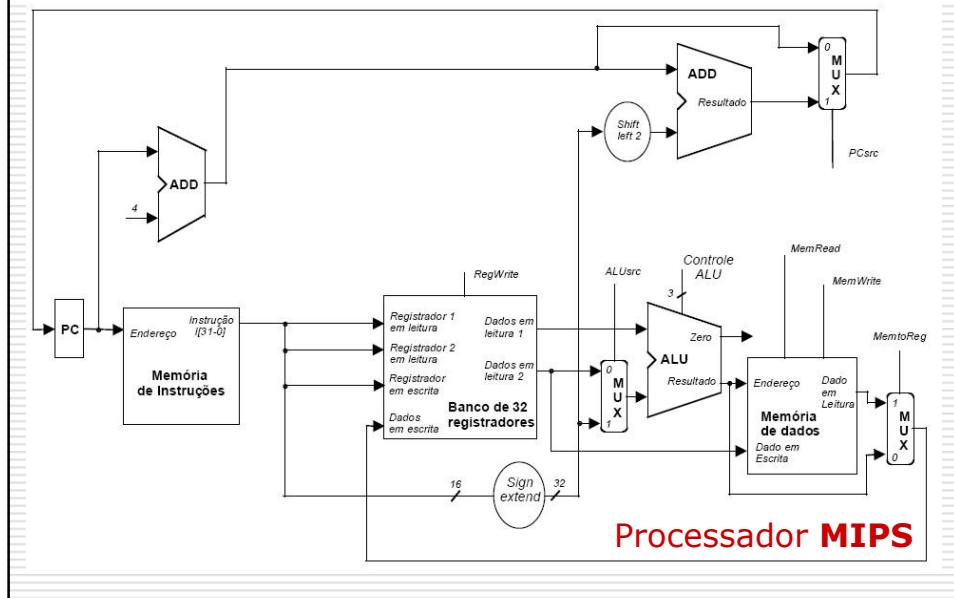 0
M
U
X
1
ADD
Resultado
Shift
left 2
PCsrc
ADD
4
MemRead
Controle
ALU
ALUsrc
RegWrite
MemWrite
3
MemtoReg
PC
Endereço
Instrução
I[31-0]
Memória
de Instruções
Registrador 1
em leitura
Registrador 2
em leitura
Registrador
em escrita
Dados
em escrita
Dados em
leitura 1
Dados em
leitura 2
Banco de 32
registradores
0
M
U
X
1
Zero
ALU
Resultado
Endereço
Dado
em
Leitura
Memória
de dados
Dado em
Escrita
1
M
U
X
0
16
Sign
extend
32
Processador MIPS